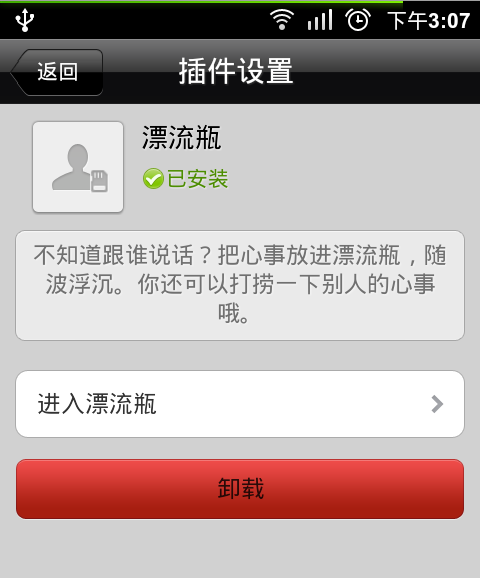 下午3:07
返回
插件设置
漂流瓶
已安装
不知道跟谁说话？把心事放进漂流瓶，随
波浮沉。你还可以打捞一下别人的心事
哦。
进入漂流瓶
卸载